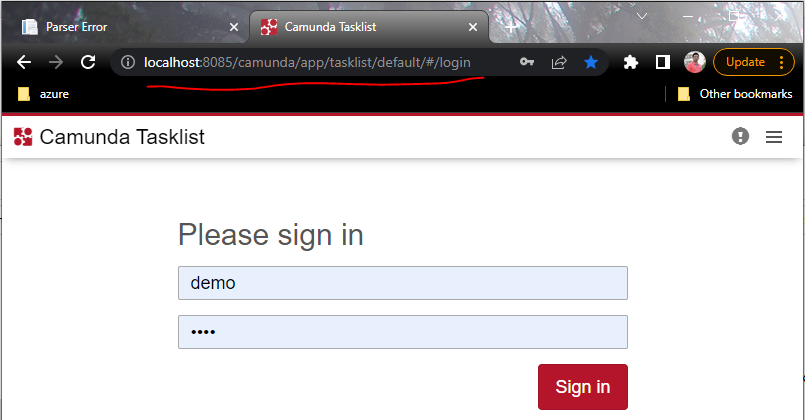 Parser Error
Camunda Tasklist
localhost:8085/camunda/app/tasklist/default/#/login
Update
azure
Other bookmarks
Camunda Tasklist
Please sign in
demo
••••
Sign in